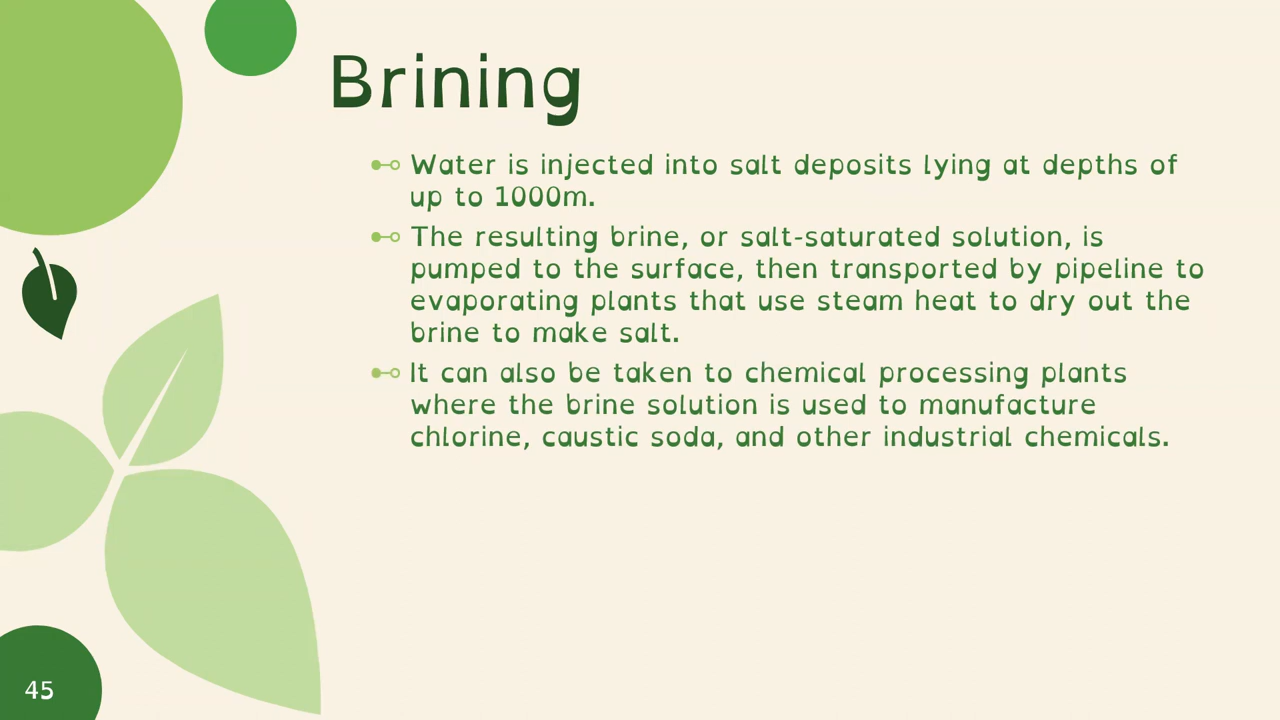 Brining
Water is injected into salt deposits lying at depths of
up to 1000m.
The resulting brine, or salt-saturated solution, is
pumped to the surface, then transported by pipeline to
evaporating plants that use steam heat to dry out the
brine to make salt.
It can also be taken to chemical processing plants
where the brine solution is used to manufacture
chlorine, caustic soda, and other industrial chemicals.
45